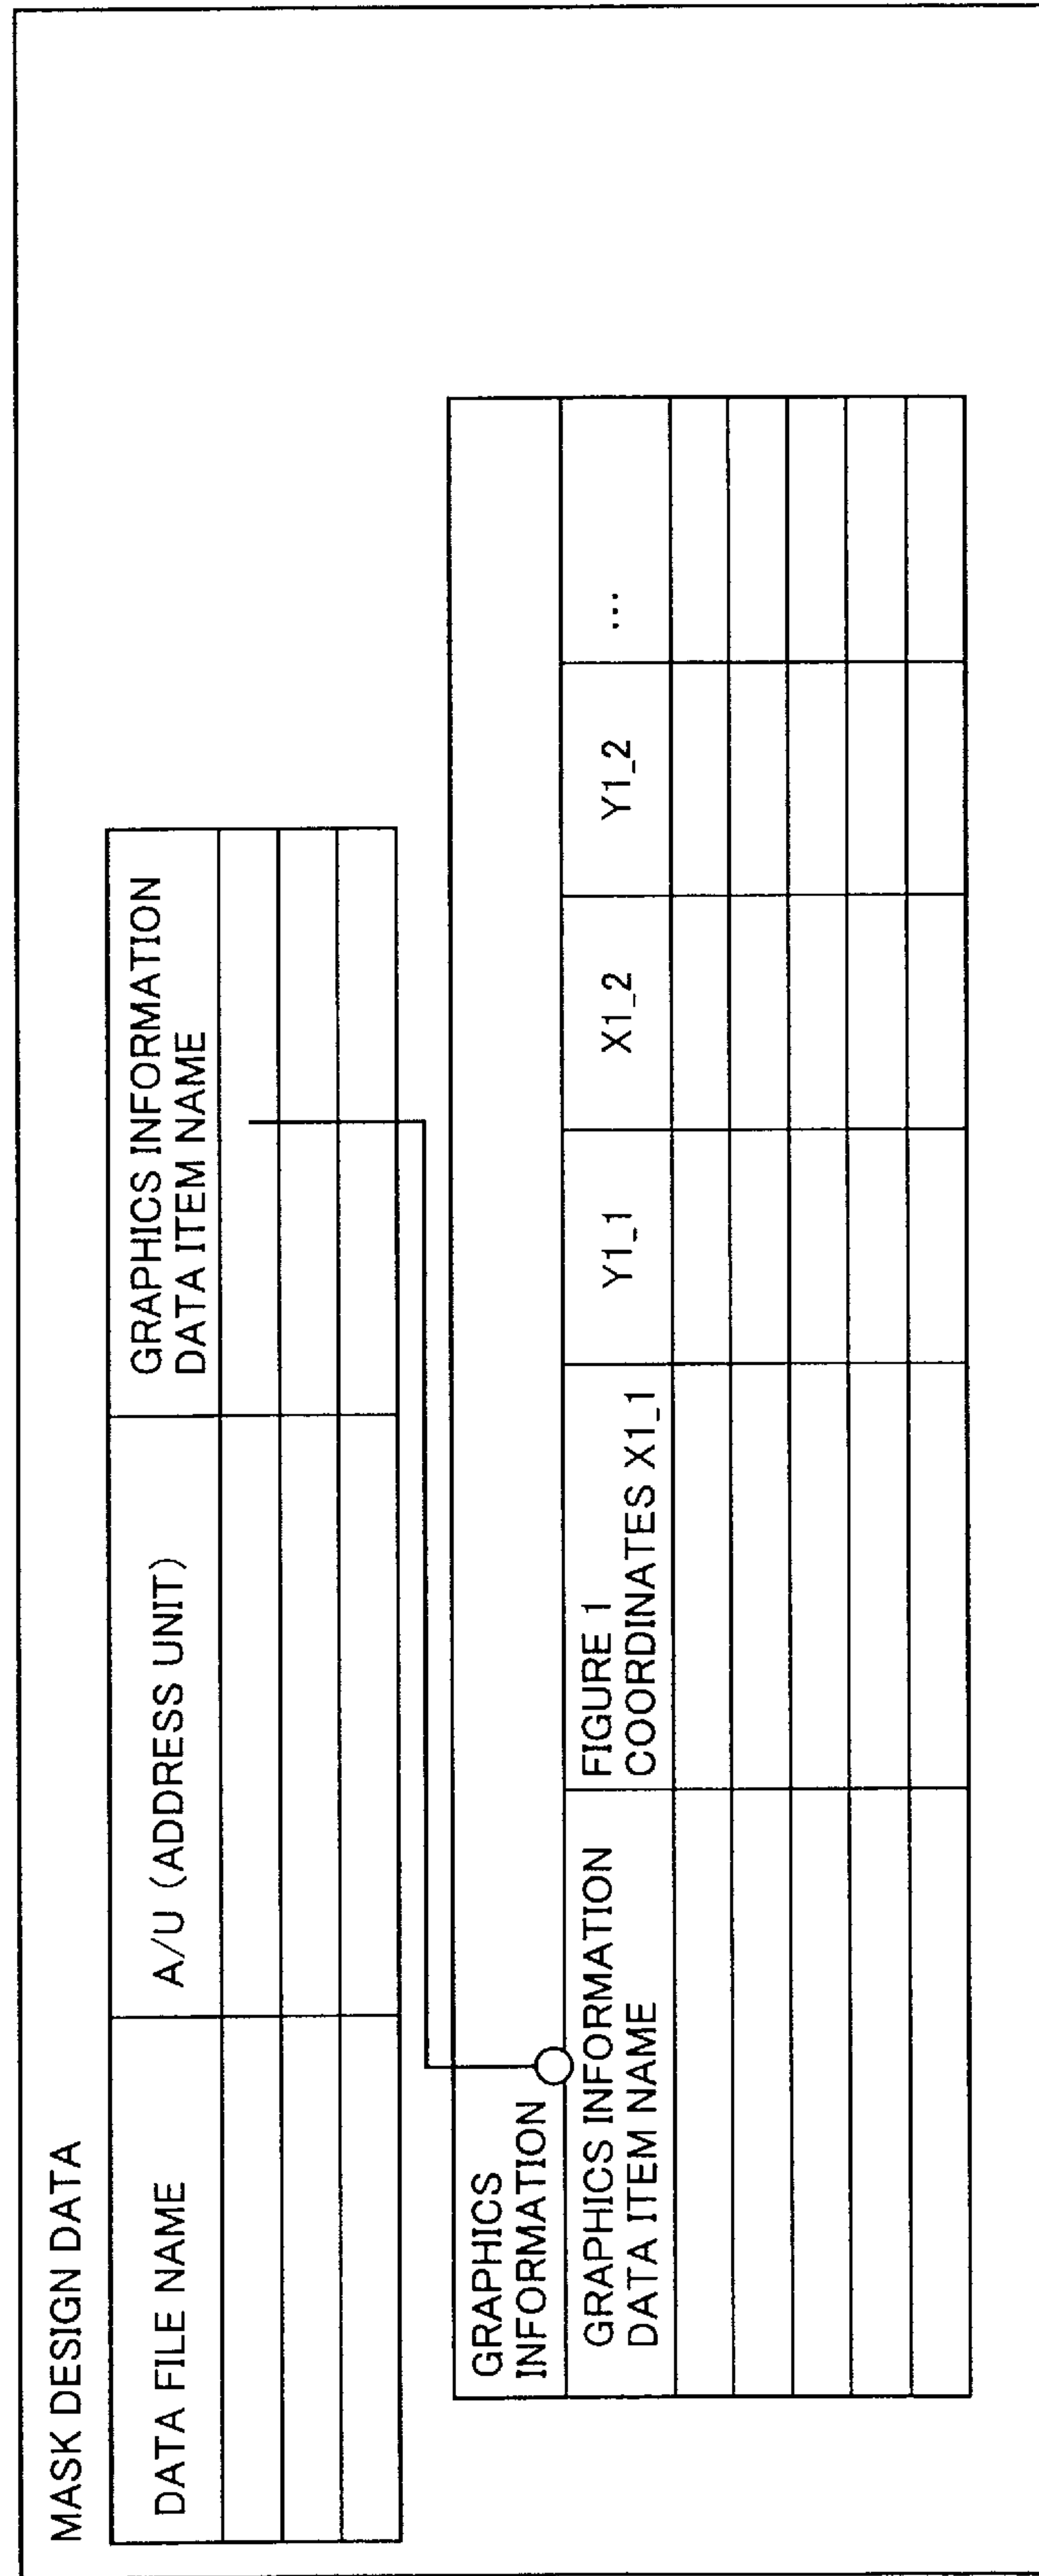 MASK DESIGN DATA
DATA FILE NAME
A/U (ADDRESS UNIT)
GRAPHICS INFORMATION
DATA ITEM NAME
GRAPHICS
INFORMATION
GRAPHICS INFORMATION
DATA ITEM NAME
FIGURE 1
COORDINATES X1_1
Y1_1
X1_2
Y1_2
...